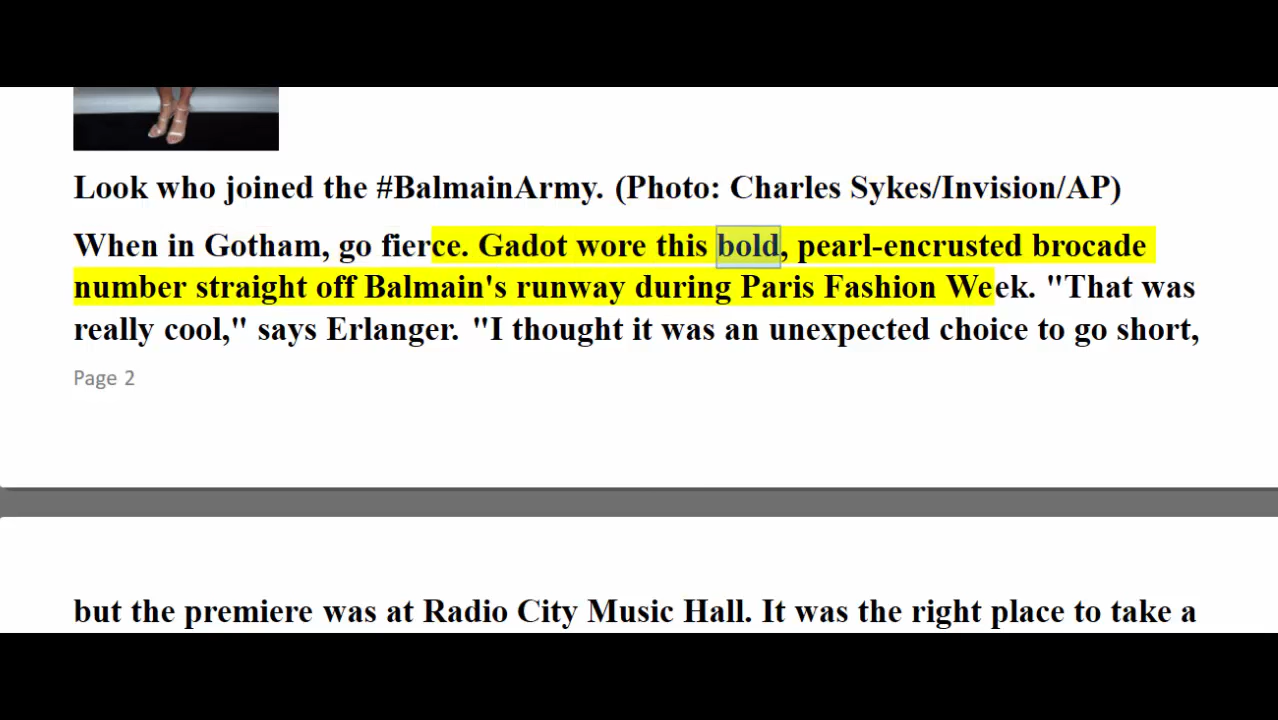 Look who joined the #BalmainArmy. (Photo: Charles Sykes/Invision/AP)
When in Gotham, go fierce. Gadot wore this bold, pearl-encrusted brocade
number straight off Balmain's runway during Paris Fashion Week. "That was
really cool," says Erlanger. "I thought it was an unexpected choice to go short,
Page 2
but the premiere was at Radio City Music Hall. It was the right place to take a